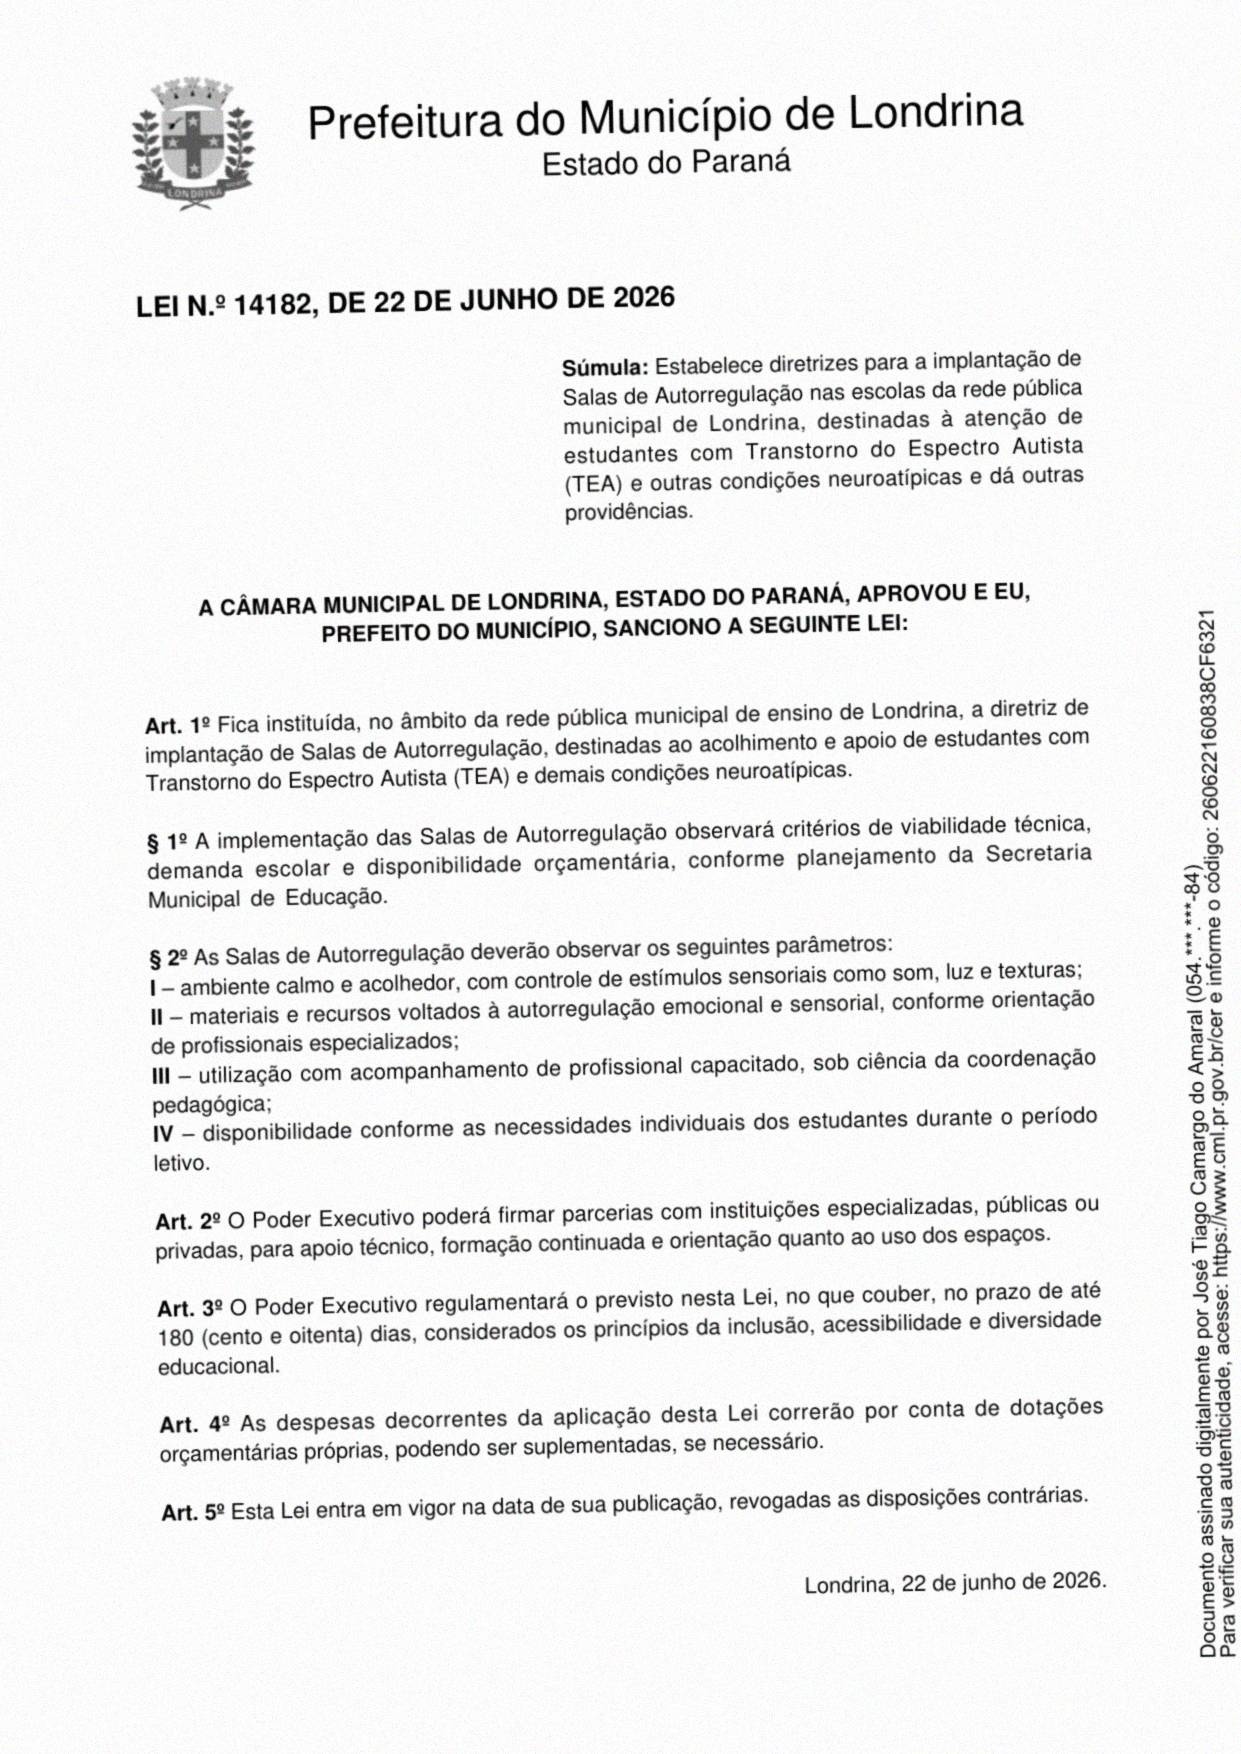 LONDRINA
Prefeitura do Município de Londrina
Estado do Paraná
LEI N.º 14182, DE 22 DE JUNHO DE 2026
Súmula: Estabelece diretrizes para a implantação de
Salas de Autorregulação nas escolas da rede pública
municipal de Londrina, destinadas à atenção de
estudantes com Transtorno do Espectro Autista
(TEA) e outras condições neuroatípicas e dá outras
providências.
A CÂMARA MUNICIPAL DE LONDRINA, ESTADO DO PARANÁ, APROVOU E EU,
PREFEITO DO MUNICÍPIO, SANCIONO A SEGUINTE LEI:
Art. 1º Fica instituída, no âmbito da rede pública municipal de ensino de Londrina, a diretriz de
implantação de Salas de Autorregulação, destinadas ao acolhimento e apoio de estudantes com
Transtorno do Espectro Autista (TEA) e demais condições neuroatípicas.
§ 1º A implementação das Salas de Autorregulação observará critérios de viabilidade técnica,
demanda escolar e disponibilidade orçamentária, conforme planejamento da Secretaria
Municipal de Educação.
§ 2º As Salas de Autorregulação deverão observar os seguintes parâmetros:
I – ambiente calmo e acolhedor, com controle de estímulos sensoriais como som, luz e texturas;
II – materiais e recursos voltados à autorregulação emocional e sensorial, conforme orientação
de profissionais especializados;
III – utilização com acompanhamento de profissional capacitado, sob ciência da coordenação
pedagógica;
IV – disponibilidade conforme as necessidades individuais dos estudantes durante o período
letivo.
Art. 2º O Poder Executivo poderá firmar parcerias com instituições especializadas, públicas ou
privadas, para apoio técnico, formação continuada e orientação quanto ao uso dos espaços.
Art. 3º O Poder Executivo regulamentará o previsto nesta Lei, no que couber, no prazo de até
180 (cento e oitenta) dias, considerados os princípios da inclusão, acessibilidade e diversidade
educacional.
Art. 4º As despesas decorrentes da aplicação desta Lei correrão por conta de dotações
orçamentárias próprias, podendo ser suplementadas, se necessário.
Art. 5º Esta Lei entra em vigor na data de sua publicação, revogadas as disposições contrárias.
Londrina, 22 de junho de 2026.
Documento assinado digitalmente por José Tiago Camargo do Amaral (054.***.***-84)
Para verificar sua autenticidade, acesse: https://www.cml.pr.gov.br/cer e informe o código: 260622160838CF6321